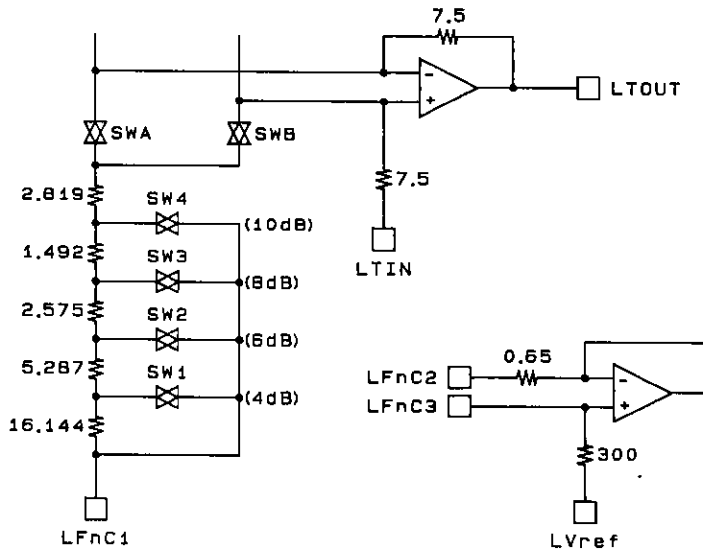 7.5
LTOUT
SWA
SWB
7.5
2.819
SW4
(10dB)
1.492
LTIN
SW3
(8dB)
2.575
SW2
(6dB)
5.287
SW1
(4dB)
16.144
LFnC1
0.65
LFnC2
LFnC3
300
LVref